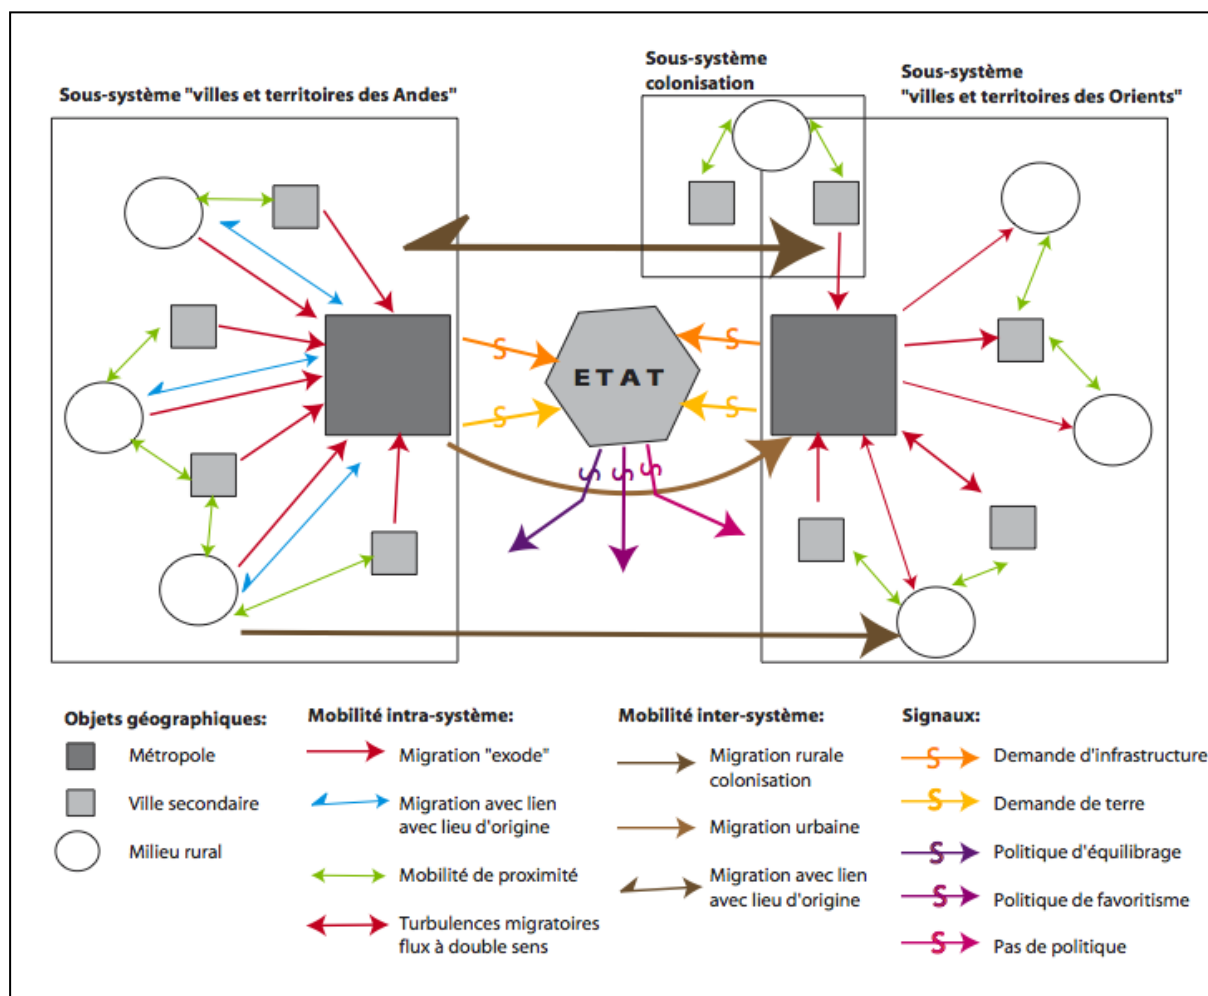 Sous-système "villes et territoires des Andes"
Sous-système
colonisation
Sous-système
"villes et territoires des Orients"
S
S
ETAT
S
S
S
S
S
Objets géographiques:
Métropole
Ville secondaire
Milieu rural
Mobilité intra-système:
Migration "exode"
Migration avec lien
avec lieu d'origine
Mobilité de proximité
Turbulences migratoires
flux à double sens
Mobilité inter-système:
Migration rurale
colonisation
Migration urbaine
Migration avec lien
avec lieu d'origine
Signaux:
S Demande d'infrastructure
S Demande de terre
S Politique d'équilibrage
S Politique de favoritisme
S Pas de politique